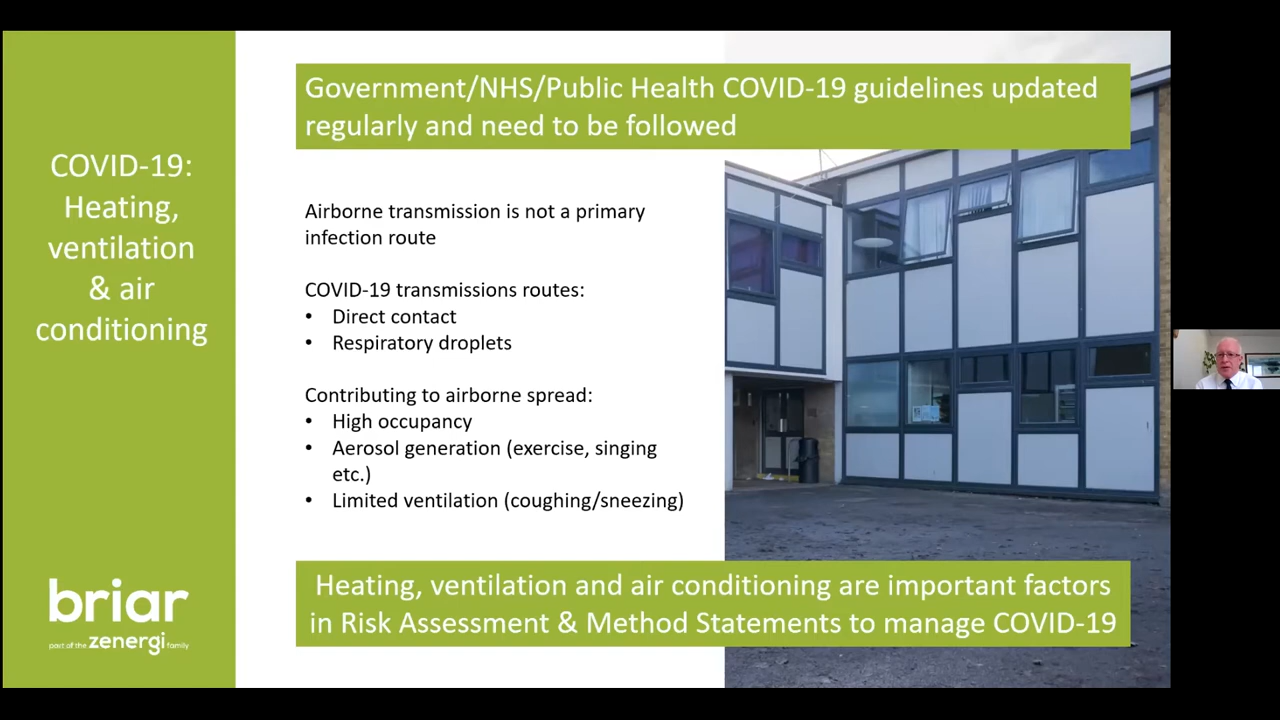 COVID-19:
Heating,
ventilation
& air
conditioning
briar
part of the zenergi family
Government/NHS/Public Health COVID-19 guidelines updated
regularly and need to be followed
Airborne transmission is not a primary
infection route
COVID-19 transmissions routes:
• Direct contact
• Respiratory droplets
Contributing to airborne spread:
• High occupancy
• Aerosol generation (exercise, singing
etc.)
• Limited ventilation (coughing/sneezing)
Heating, ventilation and air conditioning are important factors
in Risk Assessment & Method Statements to manage COVID-19